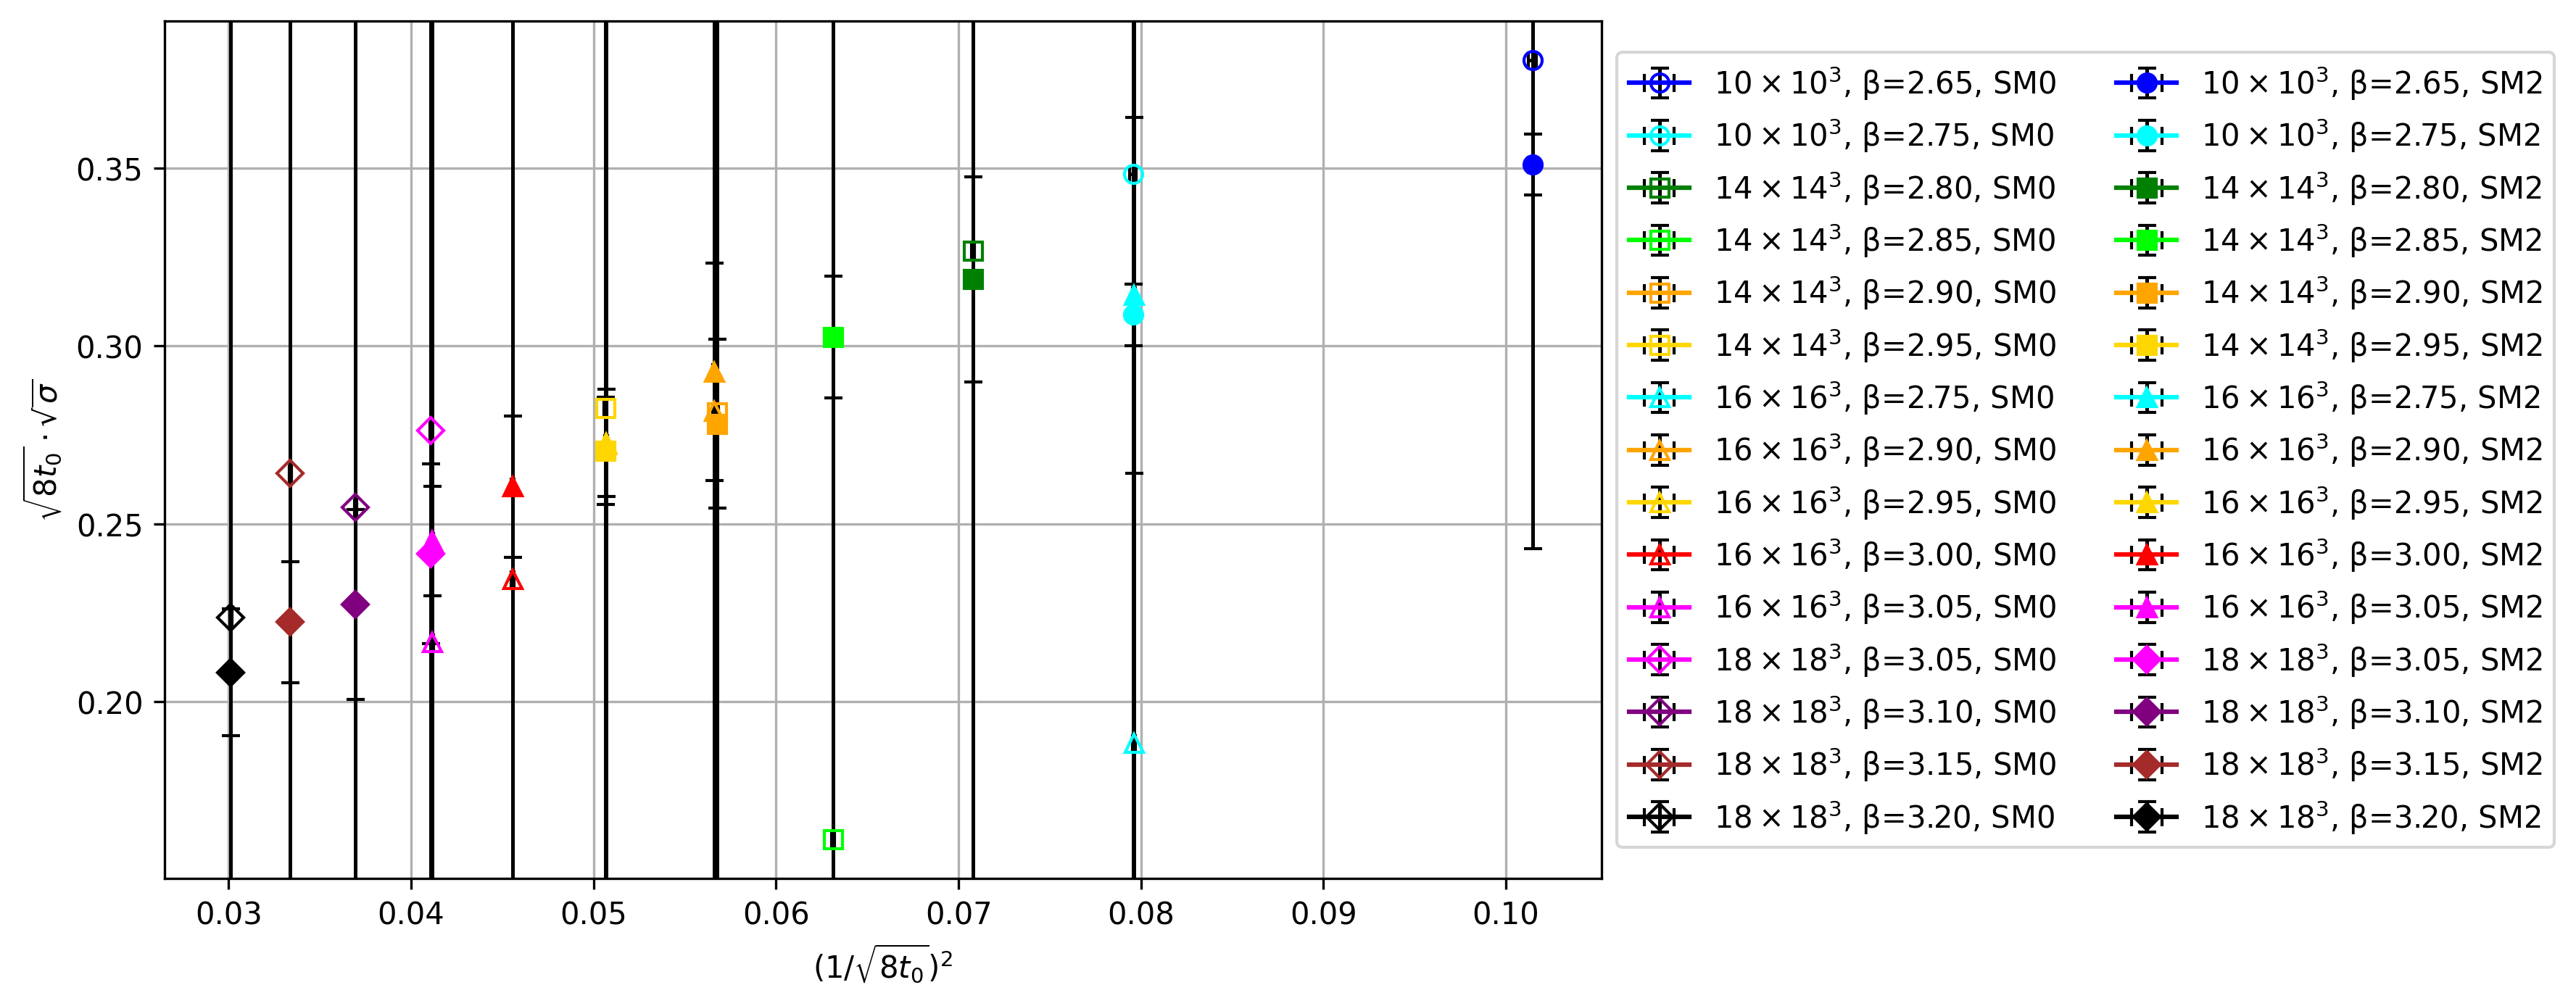 0.35
0.30
0.25
0.20
√8t₀ · √σ
0.03 0.04 0.05 0.06 0.07 0.08 0.09 0.10
(1/√8t₀)²
10 × 10³, β=2.65, SM0
10 × 10³, β=2.75, SM0
14 × 14³, β=2.80, SM0
14 × 14³, β=2.85, SM0
14 × 14³, β=2.90, SM0
14 × 14³, β=2.95, SM0
16 × 16³, β=2.75, SM0
16 × 16³, β=2.90, SM0
16 × 16³, β=2.95, SM0
16 × 16³, β=3.00, SM0
16 × 16³, β=3.05, SM0
18 × 18³, β=3.05, SM0
18 × 18³, β=3.10, SM0
18 × 18³, β=3.15, SM0
18 × 18³, β=3.20, SM0
10 × 10³, β=2.65, SM2
10 × 10³, β=2.75, SM2
14 × 14³, β=2.80, SM2
14 × 14³, β=2.85, SM2
14 × 14³, β=2.90, SM2
14 × 14³, β=2.95, SM2
16 × 16³, β=2.75, SM2
16 × 16³, β=2.90, SM2
16 × 16³, β=2.95, SM2
16 × 16³, β=3.00, SM2
16 × 16³, β=3.05, SM2
18 × 18³, β=3.05, SM2
18 × 18³, β=3.10, SM2
18 × 18³, β=3.15, SM2
18 × 18³, β=3.20, SM2